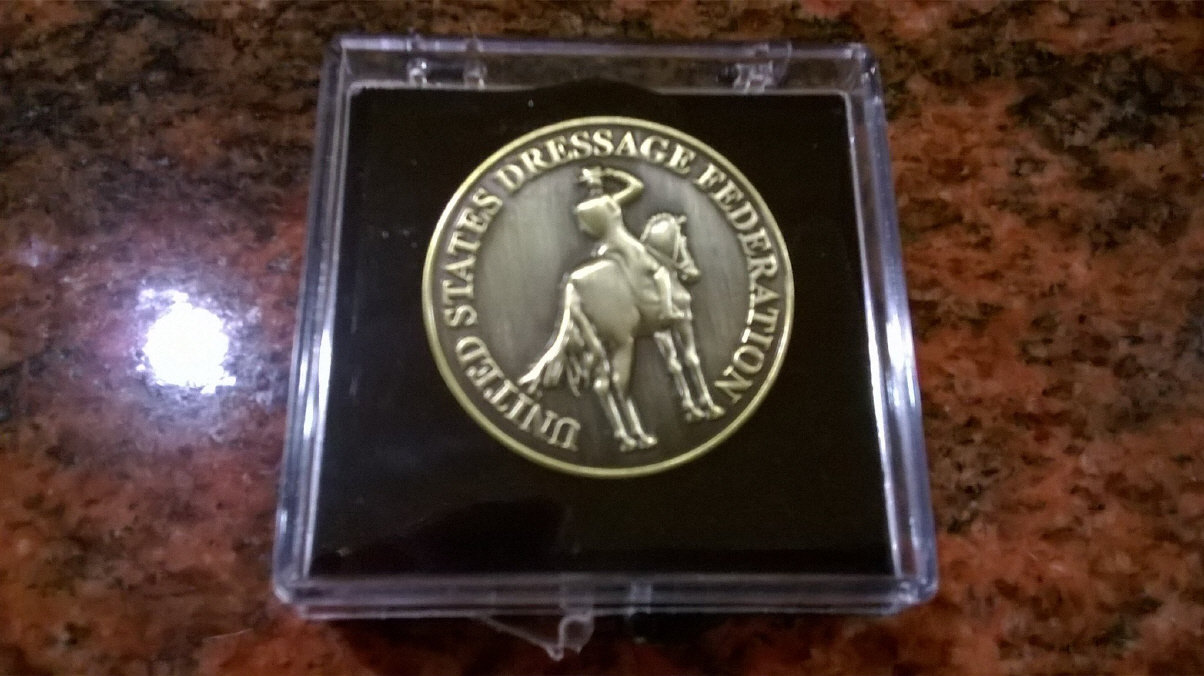 UNITED STATES DRESSAGE FEDERATION